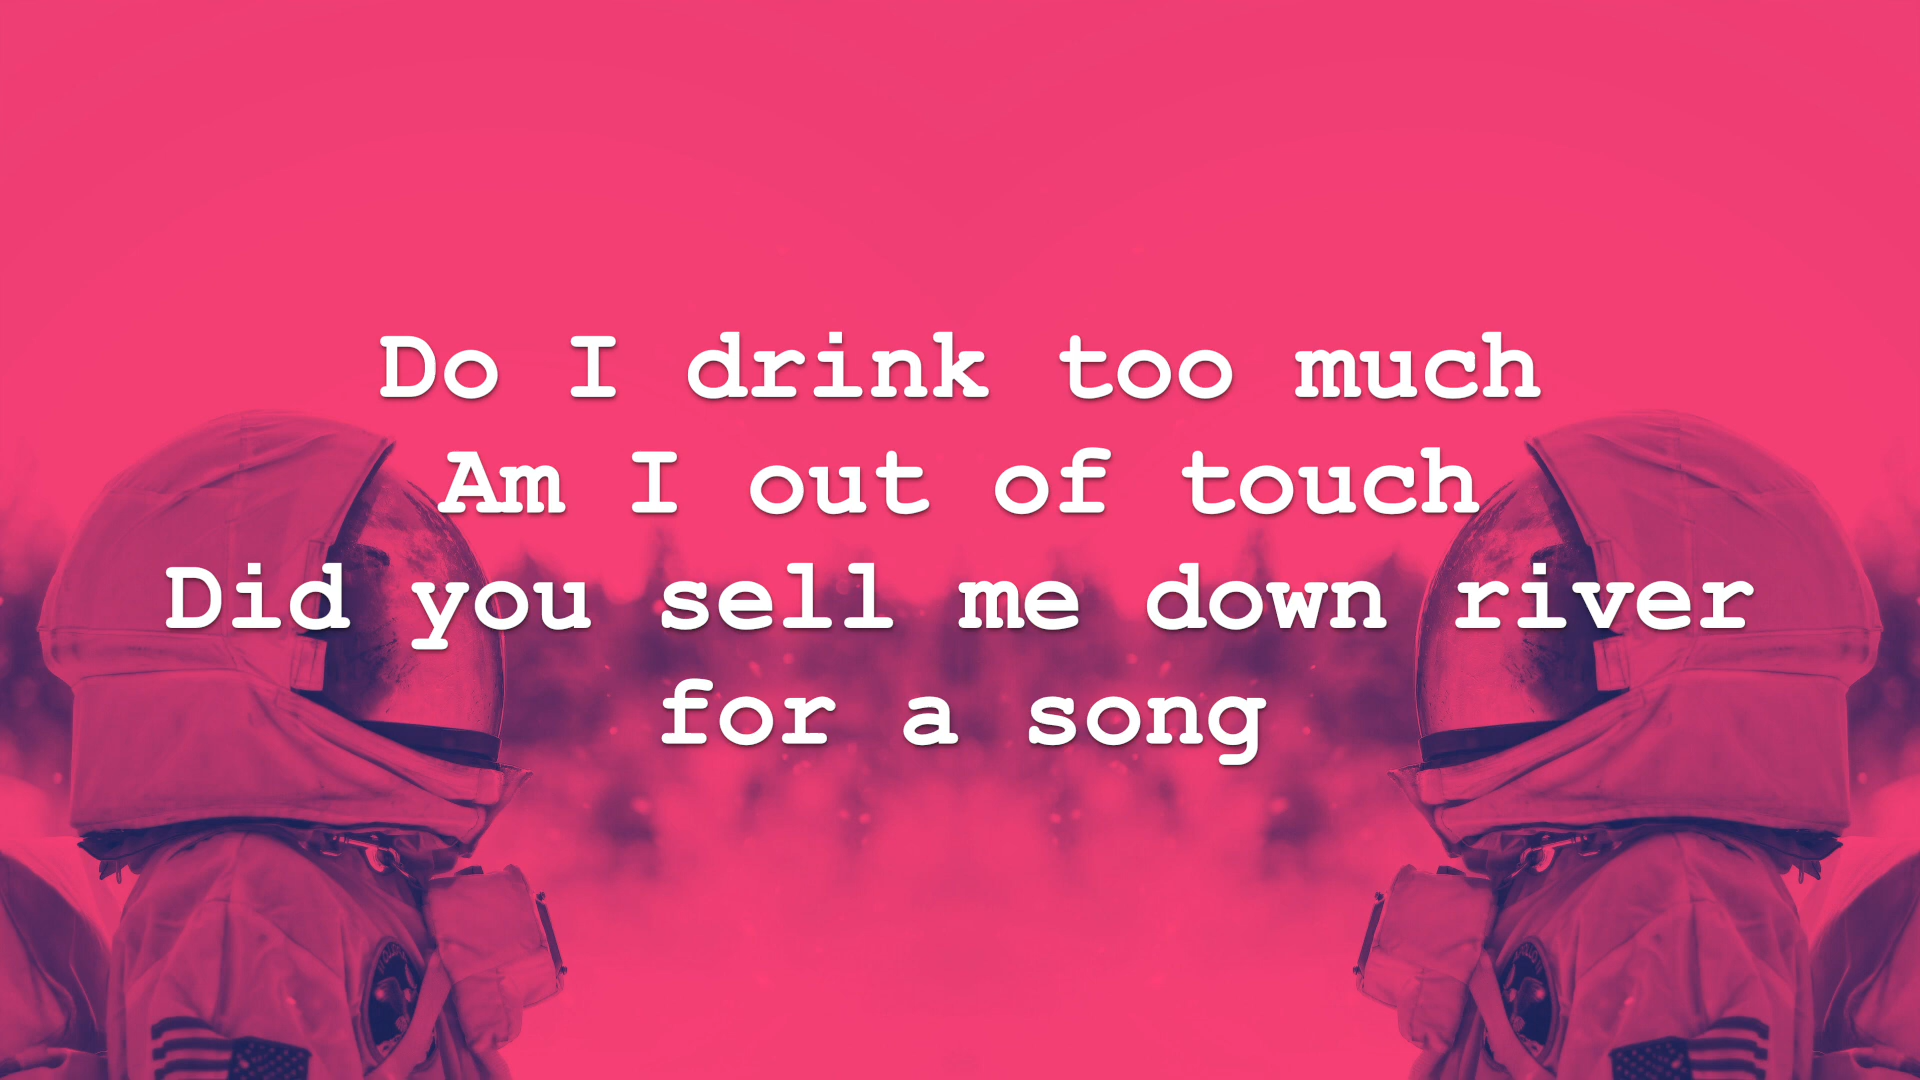 Do I drink too much
Am I out of touch
Did you sell me down river
for a song